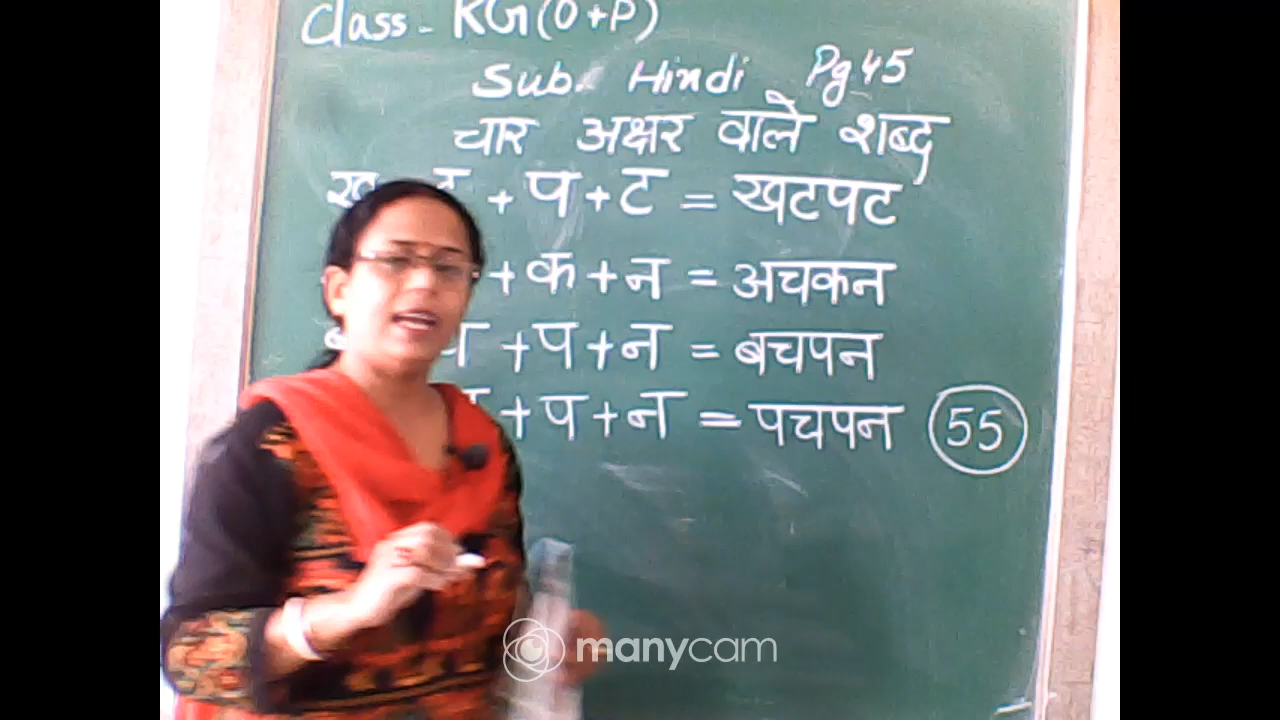 Class - KG (O+P)
Sub. Hindi Pg 45
चार अक्षर वाले शब्द
ख + प + ट = खटपट
+ क + न = अचकन
+ प + न = बचपन
+ प + न = पचपन 55
manycam